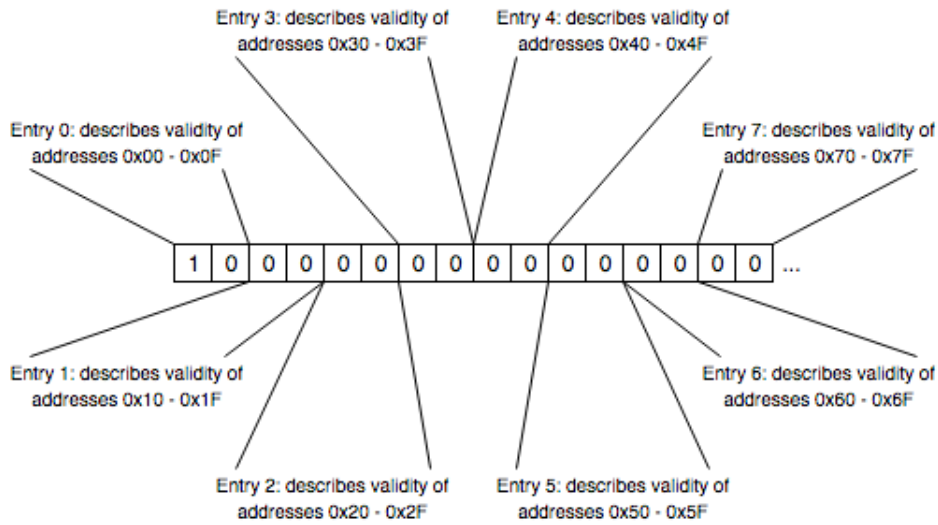 Entry 3: describes validity of
addresses 0x30 - 0x3F
Entry 4: describes validity of
addresses 0x40 - 0x4F
Entry 0: describes validity of
addresses 0x00 - 0x0F
Entry 7: describes validity of
addresses 0x70 - 0x7F
1 0 0 0 0 0 0 0 0 0 0 0 0 0 0 0 ...
Entry 1: describes validity of
addresses 0x10 - 0x1F
Entry 6: describes validity of
addresses 0x60 - 0x6F
Entry 2: describes validity of
addresses 0x20 - 0x2F
Entry 5: describes validity of
addresses 0x50 - 0x5F